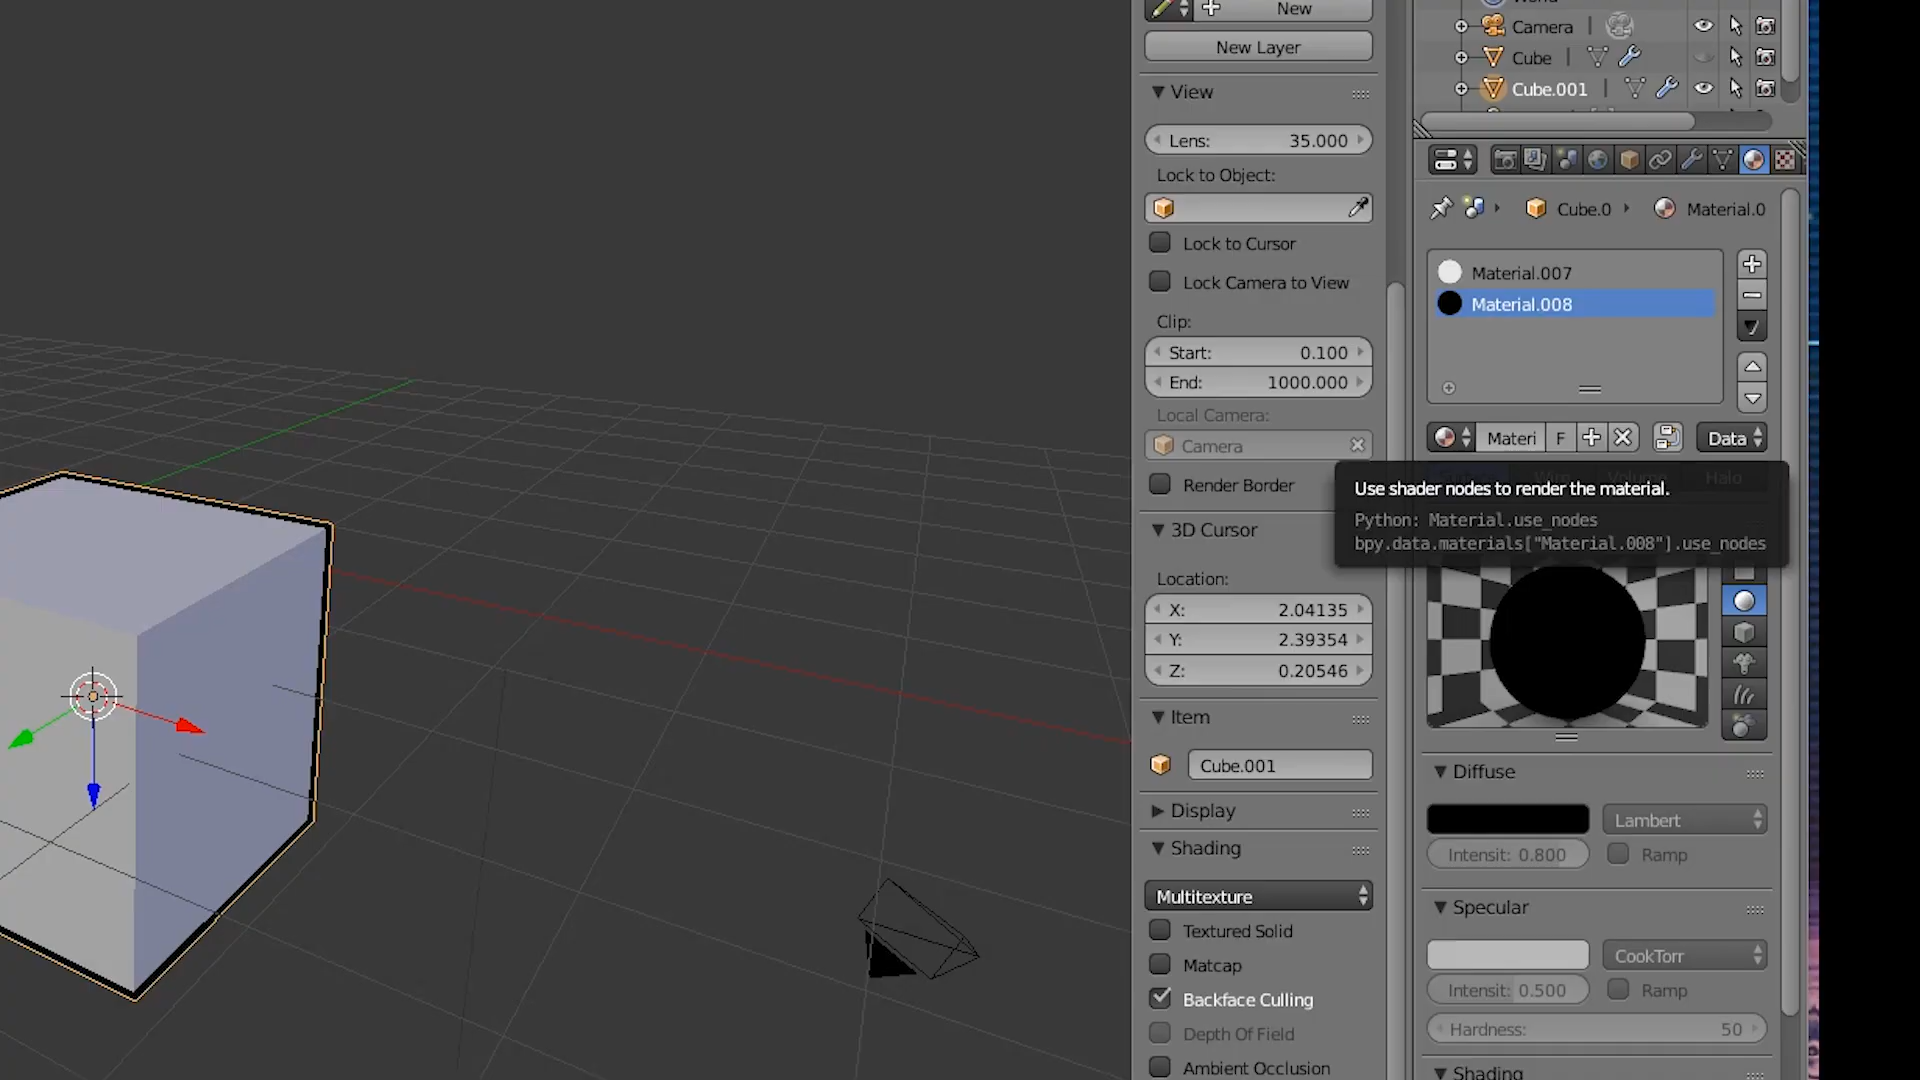 New
New Layer
View
Lens: 35.000
Lock to Object:
Lock to Cursor
Lock Camera to View
Clip:
Start: 0.100
End: 1000.000
Local Camera:
Camera
Render Border
3D Cursor
Location:
X: 2.04135
Y: 2.39354
Z: 0.20546
Item
Cube.001
Display
Shading
Multitexture
Textured Solid
Matcap
Backface Culling
Depth Of Field
Ambient Occlusion
World
Camera
Cube
Cube.001
Cube.0
Material.0
Material.007
Material.008
Materi F Data
Volume Halo
Use shader nodes to render the material.
Python: Material.use_nodes
bpy.data.materials["Material.008"].use_nodes
Diffuse
Lambert
Intensit: 0.800 Ramp
Specular
CookTorr
Intensit: 0.500 Ramp
Hardness: 50
Shading